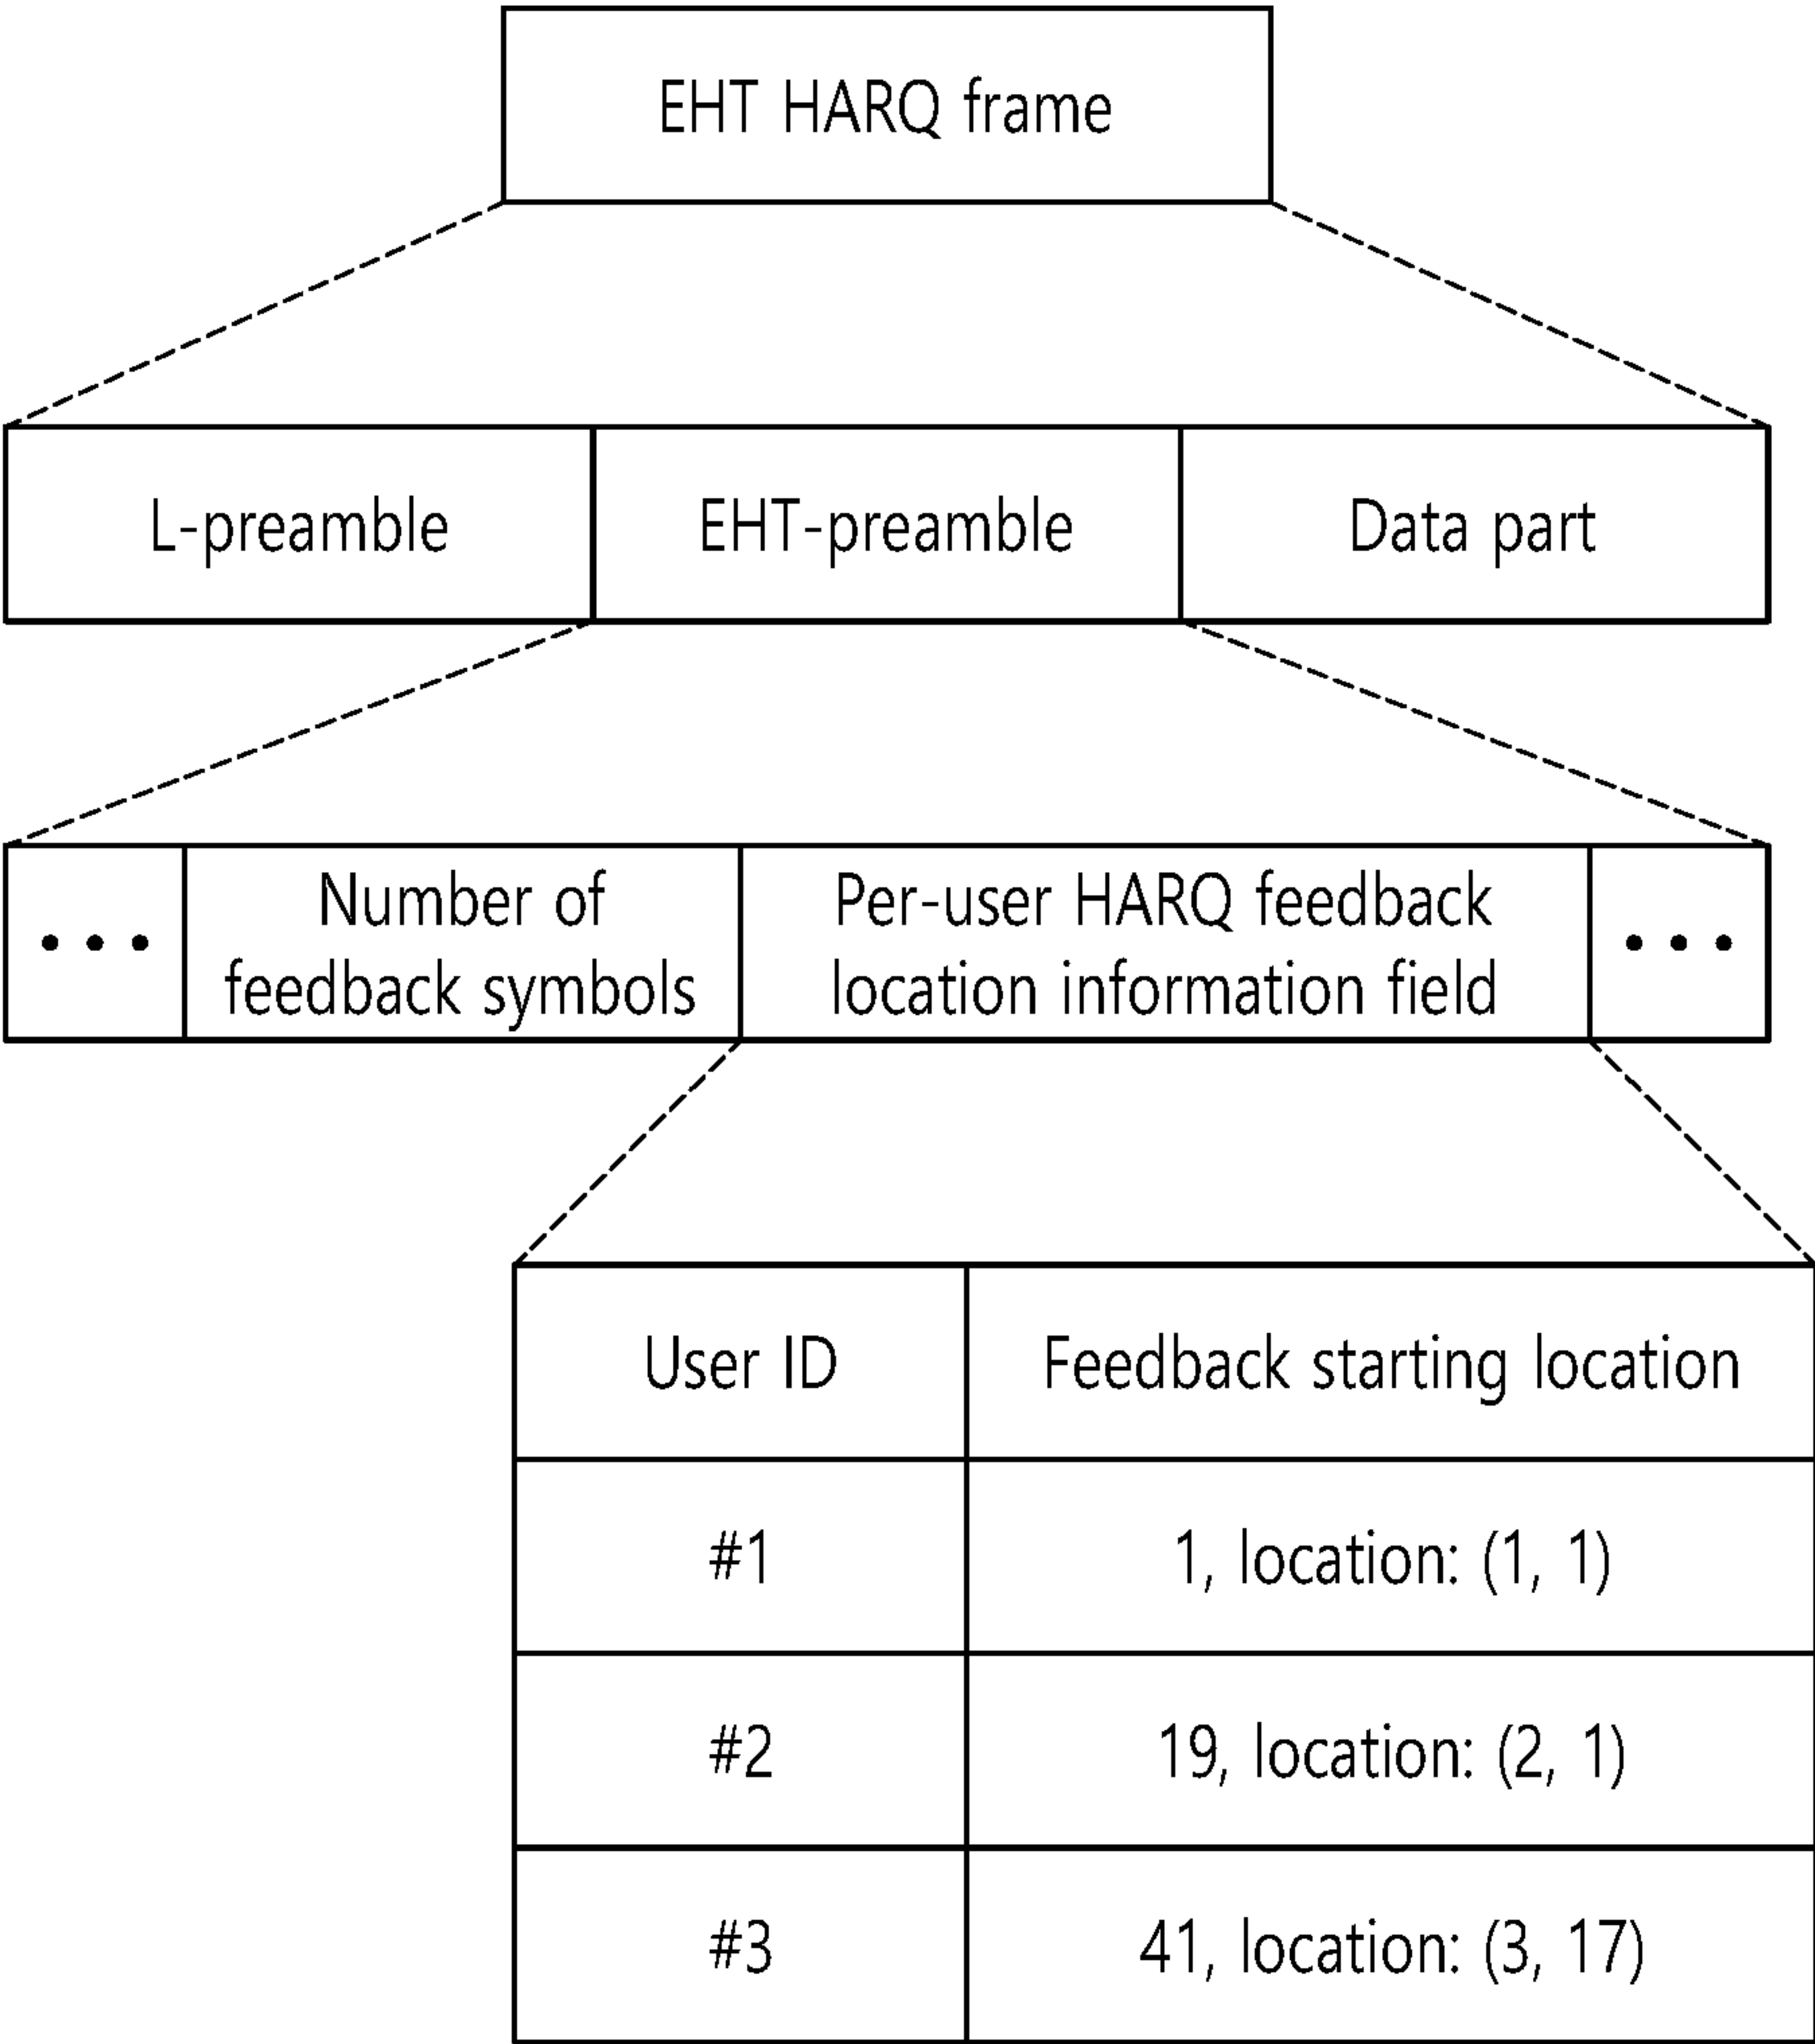 EHT HARQ frame
L-preamble
EHT-preamble
Data part
• • •
Number of
feedback symbols
Per-user HARQ feedback
location information field
• • •
User ID
Feedback starting location
#1
1, location: (1, 1)
#2
19, location: (2, 1)
#3
41, location: (3, 17)